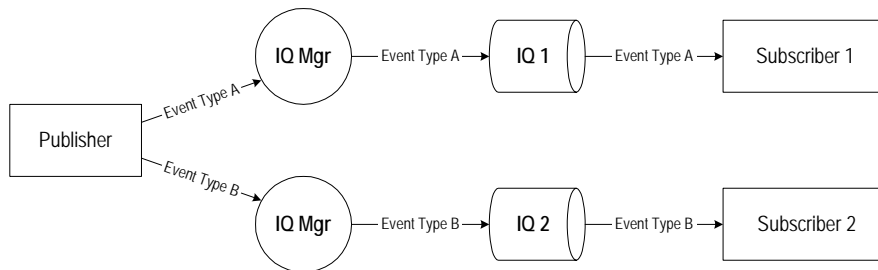 IQ Mgr
Event Type A
IQ 1
Event Type A
Subscriber 1
Event Type A
Publisher
Event Type B
IQ Mgr
Event Type B
IQ 2
Event Type B
Subscriber 2